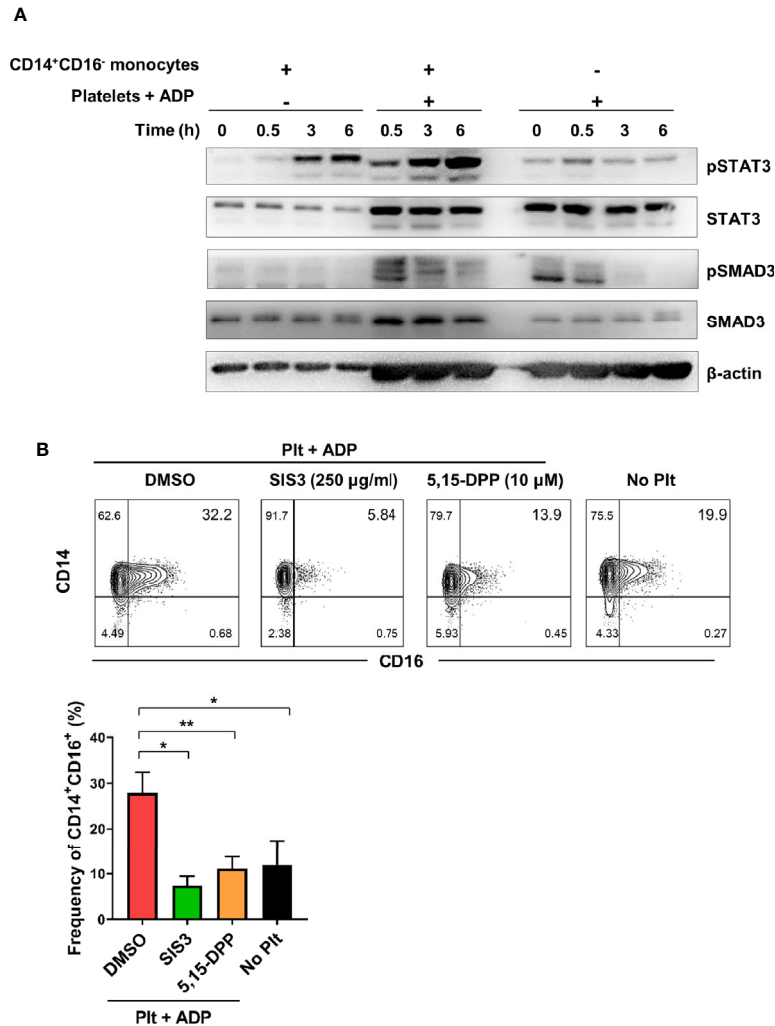 A
CD14⁺CD16⁻ monocytes + + -
Platelets + ADP - + +
Time (h) 0 0.5 3 6 0.5 3 6 0 0.5 3 6
pSTAT3
STAT3
pSMAD3
SMAD3
β-actin
B
Plt + ADP
DMSO SIS3 (250 µg/ml) 5,15-DPP (10 µM) No Plt
62.6 32.2 91.7 5.84 79.7 13.9 75.5 19.9
CD14
4.49 0.68 2.38 0.75 5.93 0.45 4.33 0.27
CD16
Frequency of CD14⁺CD16⁺ (%)
*
**
*
40
30
20
10
0
DMSO SIS3 5,15-DPP No Plt
Plt + ADP